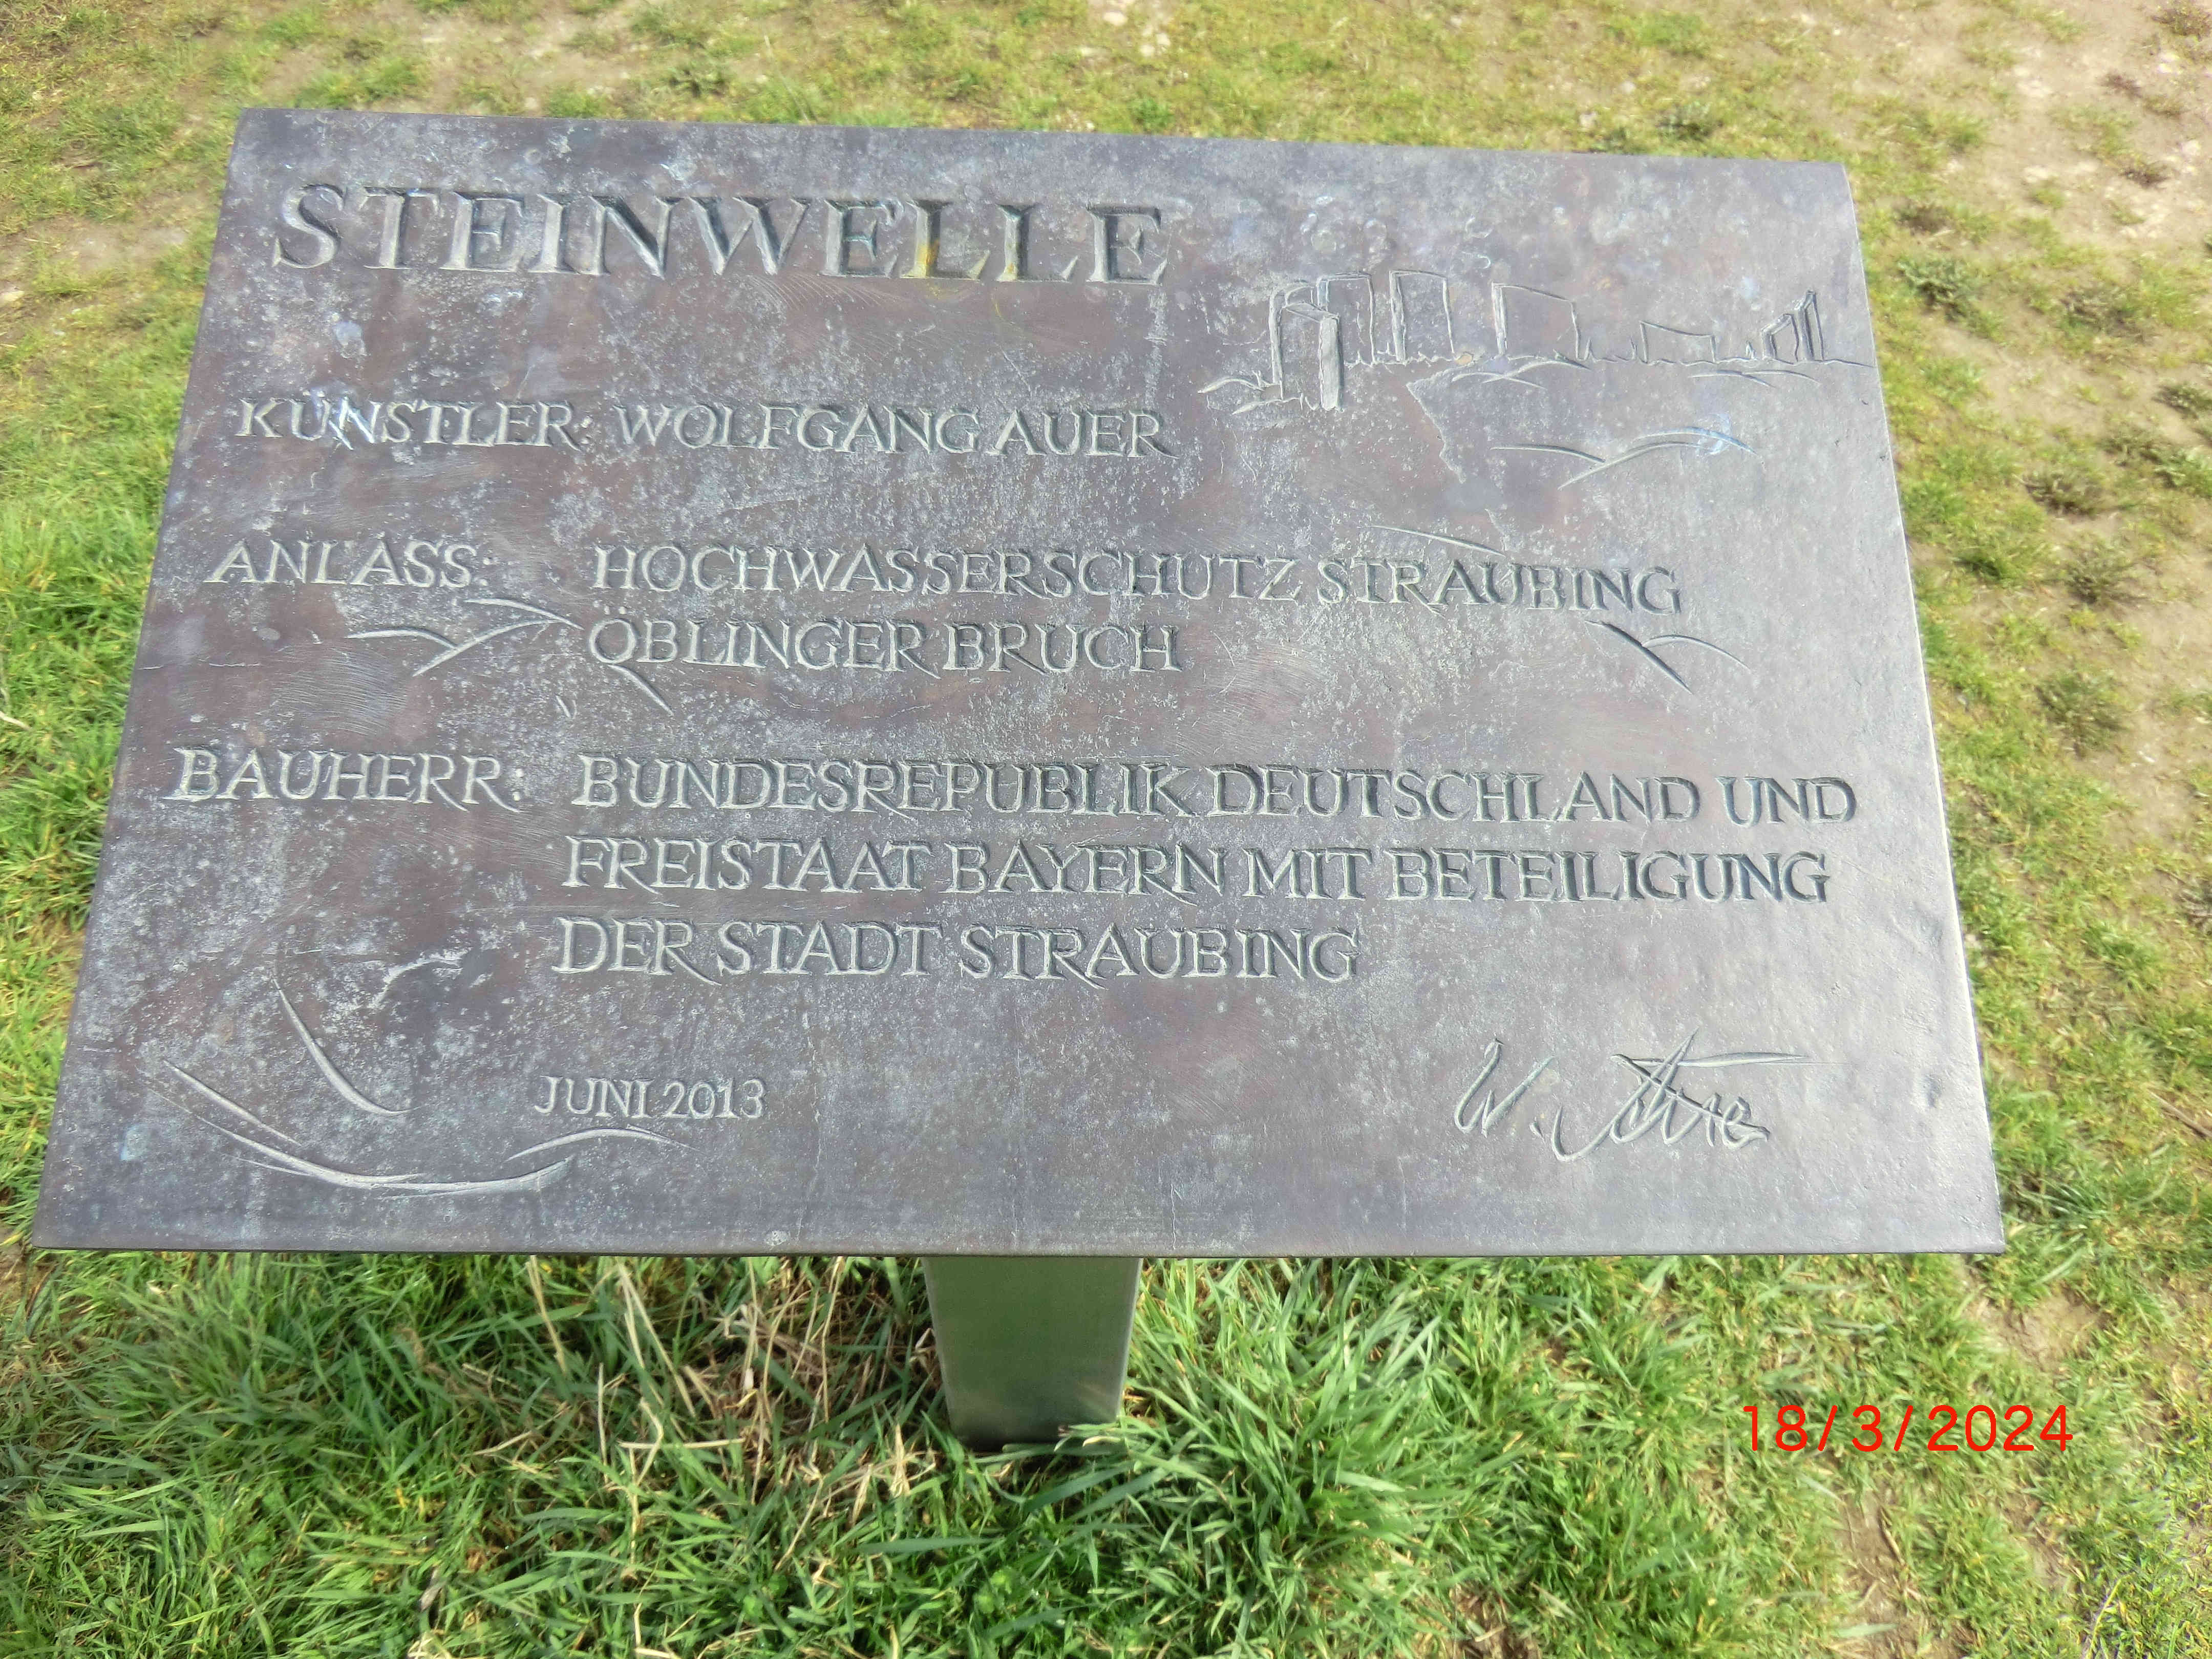 STEINWELLE
KÜNSTLER: WOLFGANG AUER
ANLASS: HOCHWASSERSCHUTZ STRAUBING
ÖBLINGER BRUCH
BAUHERR: BUNDESREPUBLIK DEUTSCHLAND UND
FREISTAAT BAYERN MIT BETEILIGUNG
DER STADT STRAUBING
JUNI 2013
W. Auer
18/3/2024